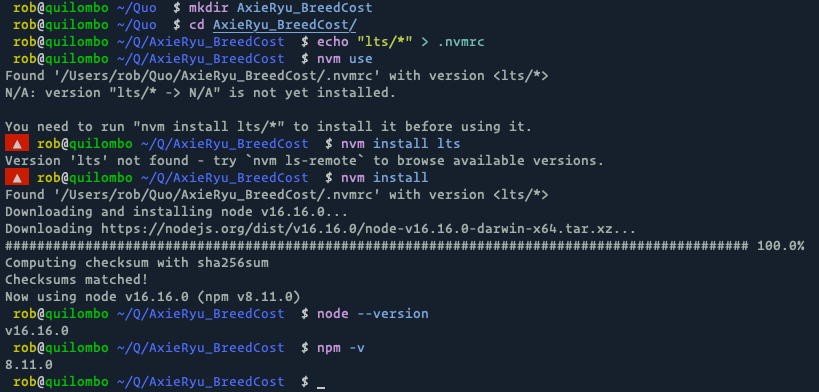 rob@quilombo ~/Quo $ mkdir AxieRyu_BreedCost
rob@quilombo ~/Quo $ cd AxieRyu_BreedCost/
rob@quilombo ~/Q/AxieRyu_BreedCost $ echo "lts/*" > .nvmrc
rob@quilombo ~/Q/AxieRyu_BreedCost $ nvm use
Found '/Users/rob/Quo/AxieRyu_BreedCost/.nvmrc' with version <lts/*>
N/A: version "lts/* -> N/A" is not yet installed.

You need to run "nvm install lts/*" to install it before using it.
▲ rob@quilombo ~/Q/AxieRyu_BreedCost $ nvm install lts
Version 'lts' not found - try `nvm ls-remote` to browse available versions.
▲ rob@quilombo ~/Q/AxieRyu_BreedCost $ nvm install
Found '/Users/rob/Quo/AxieRyu_BreedCost/.nvmrc' with version <lts/*>
Downloading and installing node v16.16.0...
Downloading https://nodejs.org/dist/v16.16.0/node-v16.16.0-darwin-x64.tar.xz...
############################################################################################# 100.0%
Computing checksum with sha256sum
Checksums matched!
Now using node v16.16.0 (npm v8.11.0)
rob@quilombo ~/Q/AxieRyu_BreedCost $ node --version
v16.16.0
rob@quilombo ~/Q/AxieRyu_BreedCost $ npm -v
8.11.0
rob@quilombo ~/Q/AxieRyu_BreedCost $ _